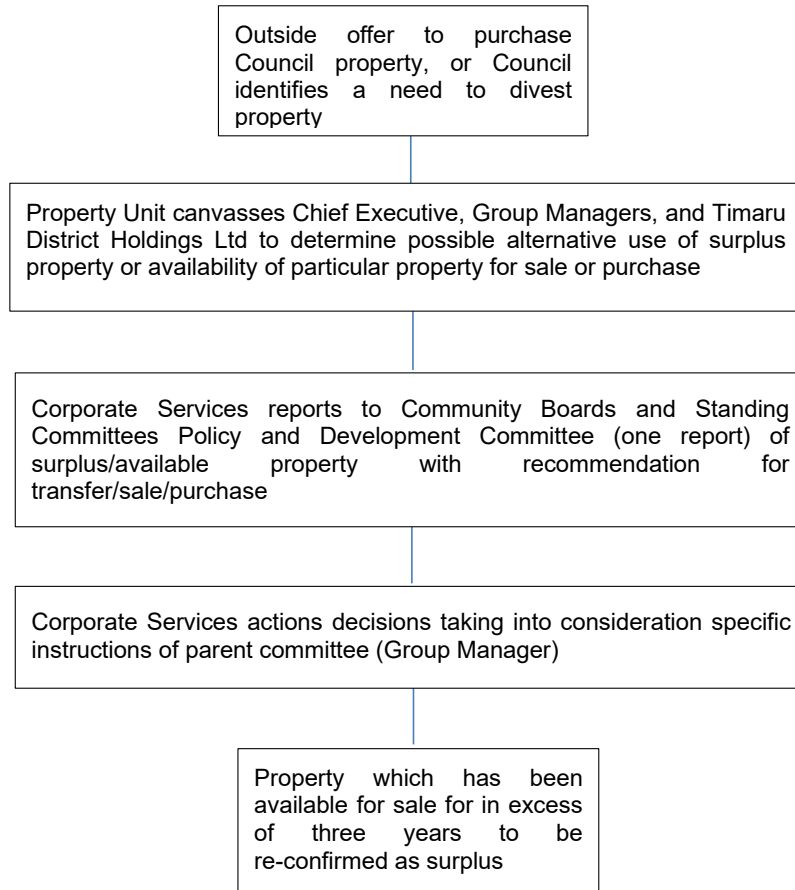 Outside offer to purchase
Council property, or Council
identifies a need to divest
property
Property Unit canvasses Chief Executive, Group Managers, and Timaru
District Holdings Ltd to determine possible alternative use of surplus
property or availability of particular property for sale or purchase
Corporate Services reports to Community Boards and Standing
Committees Policy and Development Committee (one report) of
surplus/available property with recommendation for
transfer/sale/purchase
Corporate Services actions decisions taking into consideration specific
instructions of parent committee (Group Manager)
Property which has been
available for sale for in excess
of three years to be
re-confirmed as surplus